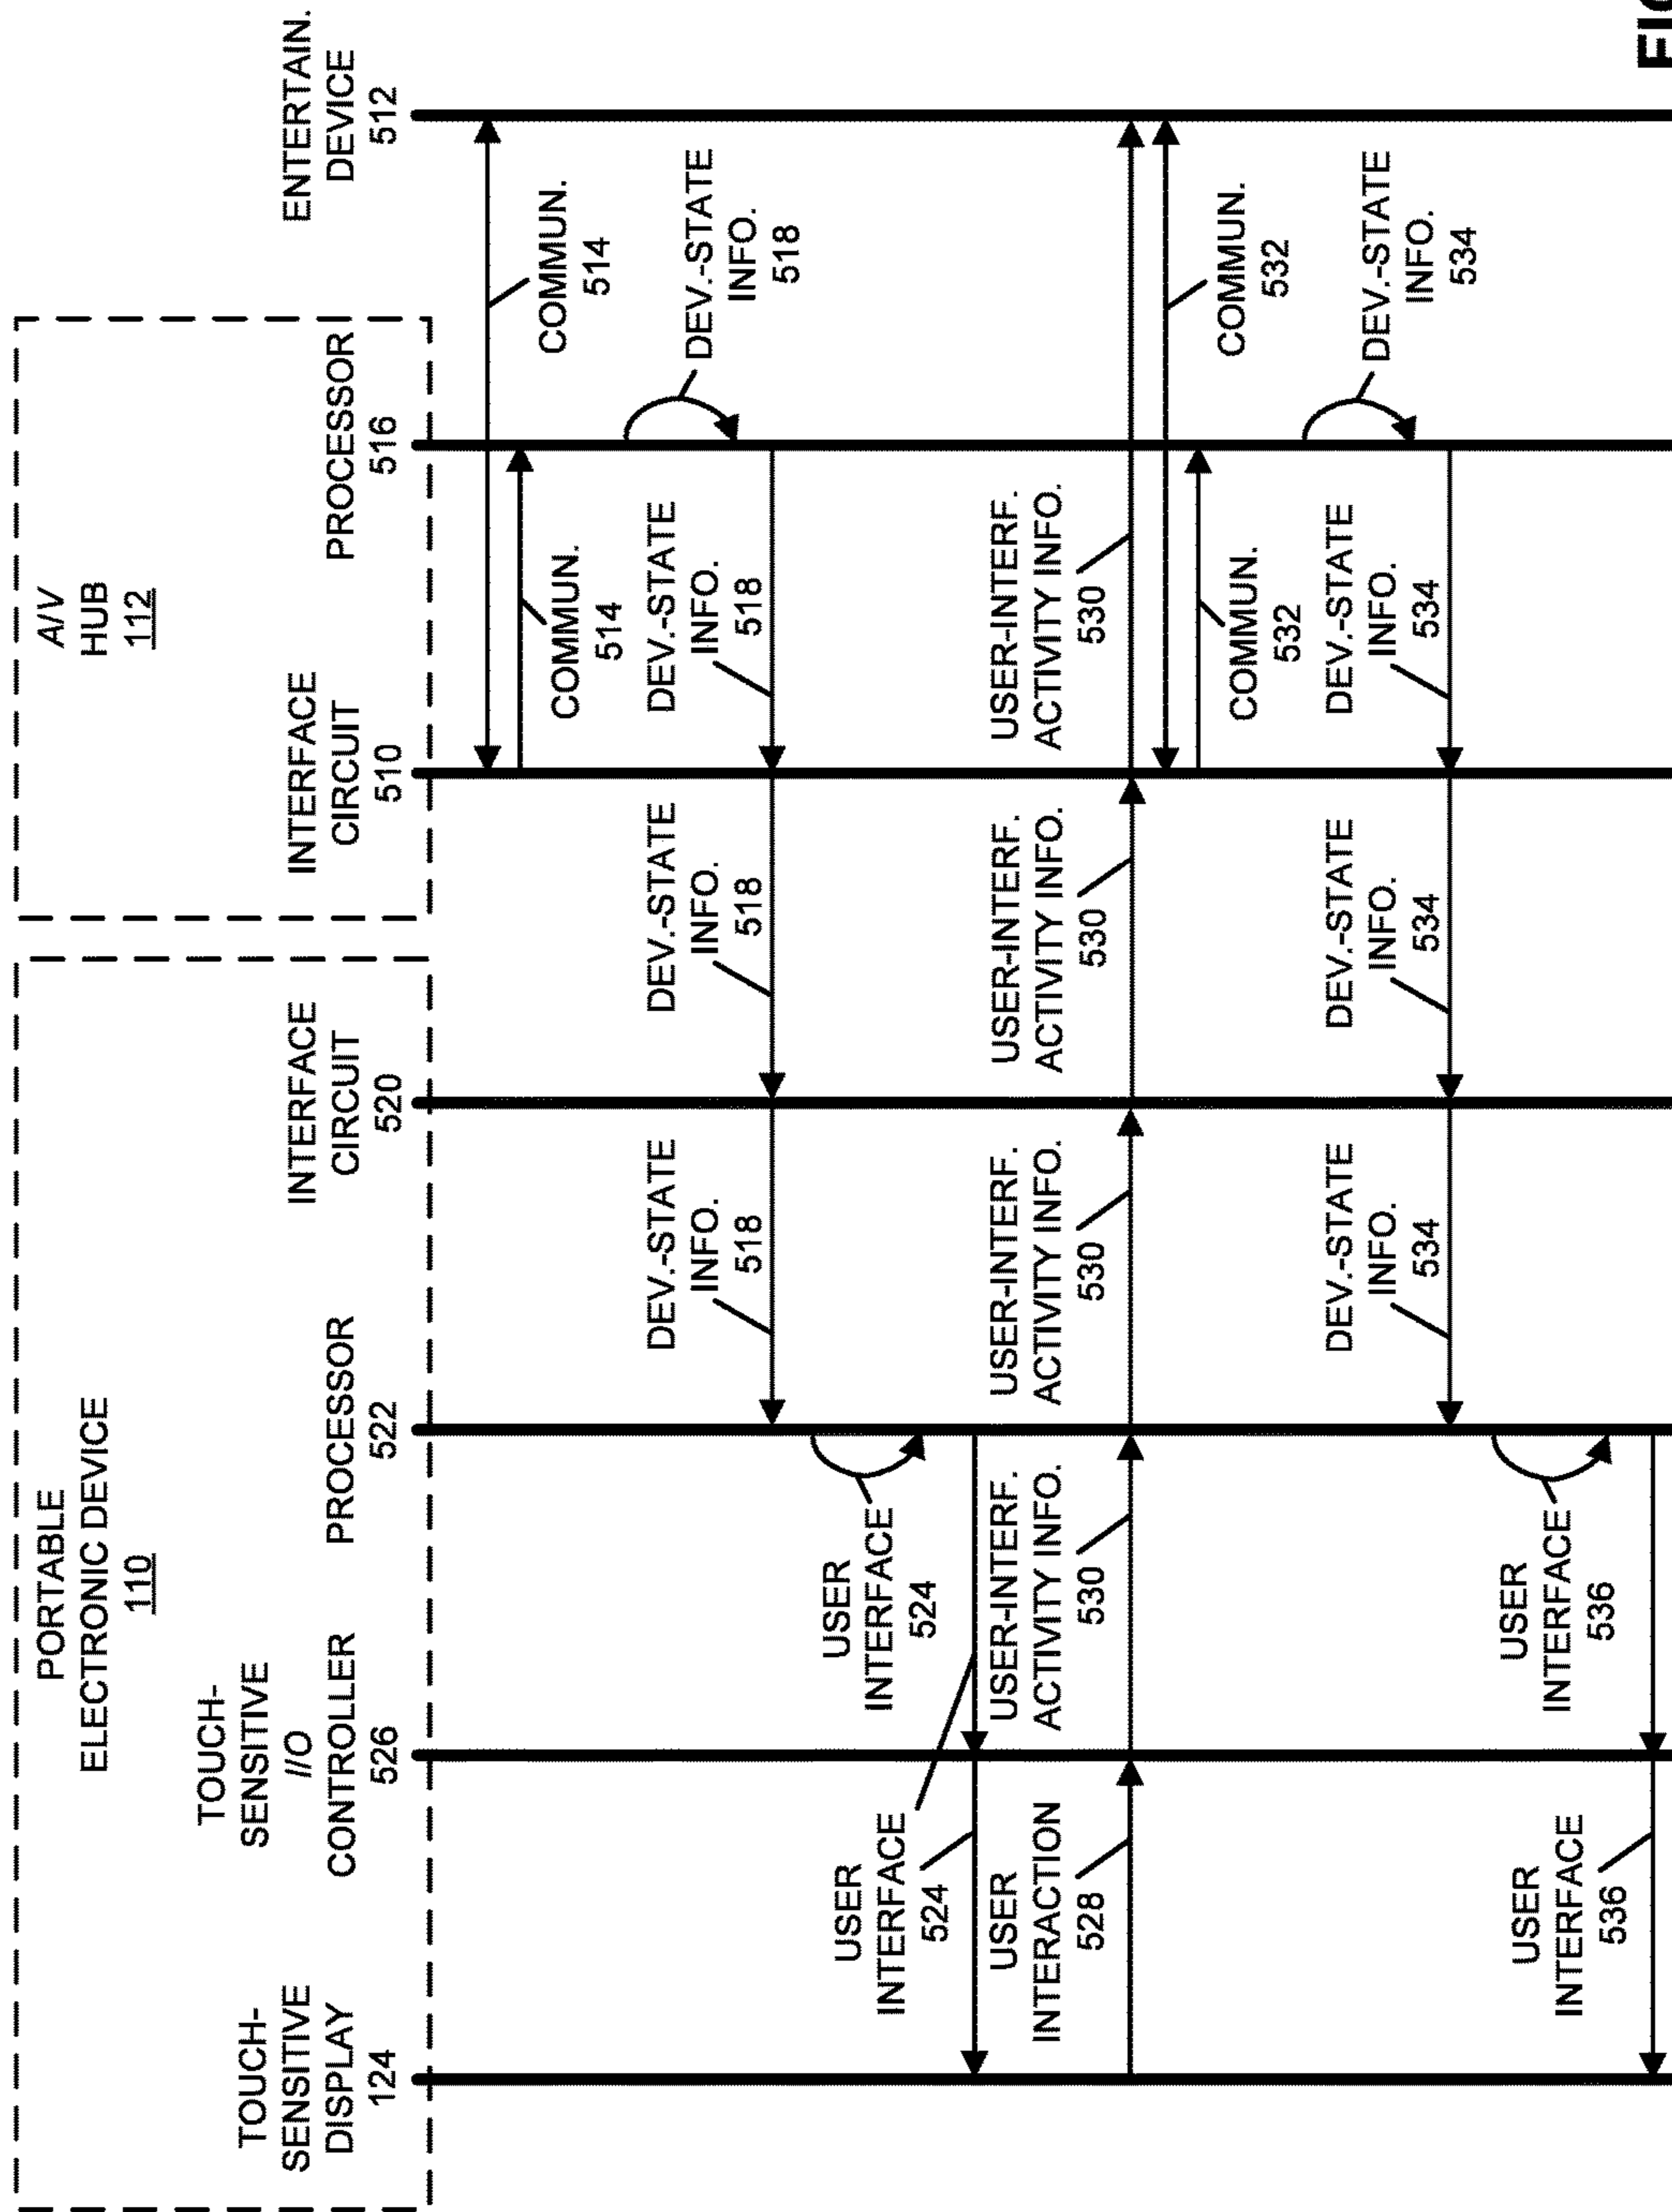 PORTABLE
ELECTRONIC DEVICE
110
A/V
HUB
112
TOUCH-
SENSITIVE
DISPLAY
124
TOUCH-
SENSITIVE
I/O
CONTROLLER
526
PROCESSOR
522
INTERFACE
CIRCUIT
520
INTERFACE
CIRCUIT
510
PROCESSOR
516
ENTERTAIN.
DEVICE
512
COMMUN.
514
COMMUN.
514
DEV.-STATE
INFO.
518
DEV.-STATE
INFO.
518
DEV.-STATE
INFO.
518
DEV.-STATE
INFO.
518
USER
INTERFACE
524
USER
INTERFACE
524
USER
INTERACTION
528
USER-INTERF.
ACTIVITY INFO.
530
USER-INTERF.
ACTIVITY INFO.
530
USER-INTERF.
ACTIVITY INFO.
530
USER-INTERF.
ACTIVITY INFO.
530
COMMUN.
532
COMMUN.
532
DEV.-STATE
INFO.
534
DEV.-STATE
INFO.
534
DEV.-STATE
INFO.
534
DEV.-STATE
INFO.
534
USER
INTERFACE
536
USER
INTERFACE
536